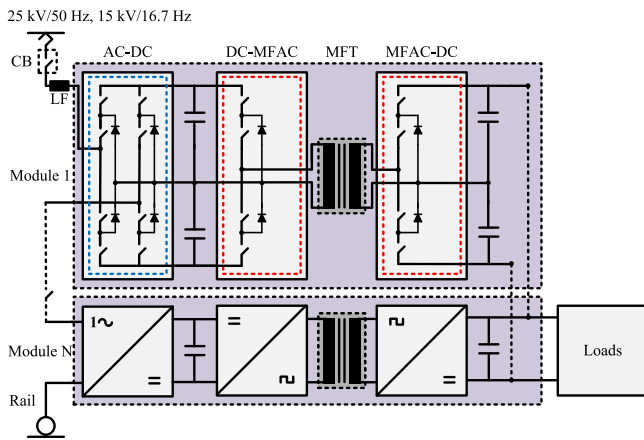 25 kV/50 Hz, 15 kV/16.7 Hz
AC-DC DC-MFAC MFT MFAC-DC
CB
LF
Module 1
1~
Module N
Loads
Rail